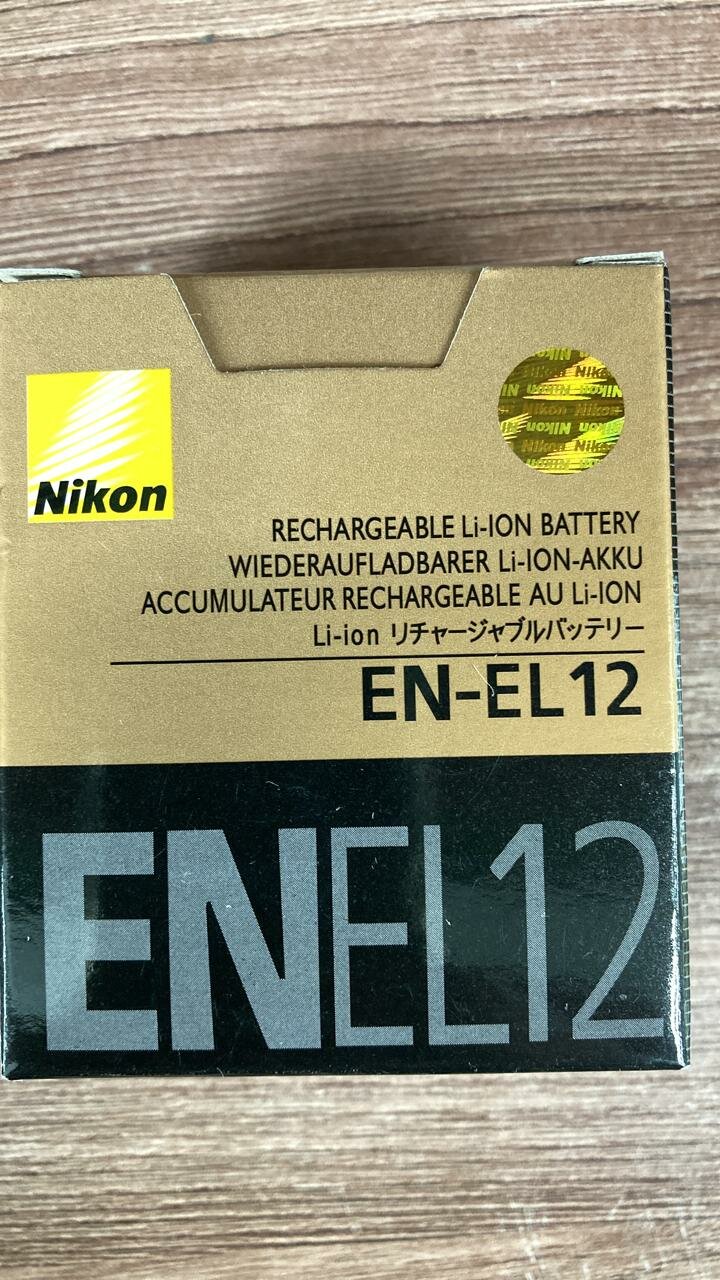 Nikon
RECHARGEABLE Li-ION BATTERY
WIEDERAUFLADBARER Li-ION-AKKU
ACCUMULATEUR RECHARGEABLE AU Li-ION
Li-ion リチャージャブルバッテリー
EN-EL12
ENEL12